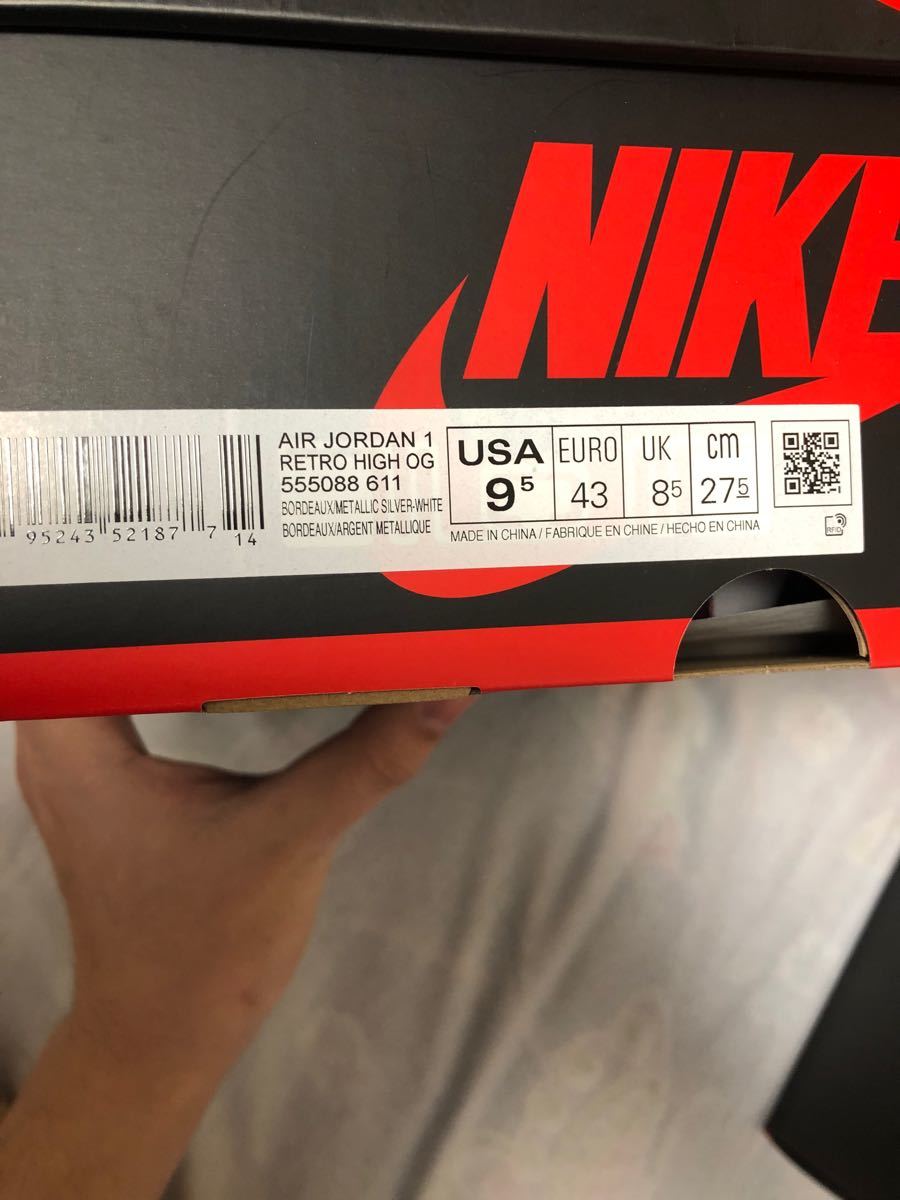 NIKE
AIR JORDAN 1
RETRO HIGH OG
555088 611
BORDEAUX/METALLIC SILVER-WHITE
BORDEAUX/ARGENT METALLIQUE
95243 52187 7 14
USA EURO UK cm
9⁵ 43 8⁵ 27⁵
MADE IN CHINA / FABRIQUE EN CHINE / HECHO EN CHINA
RFID